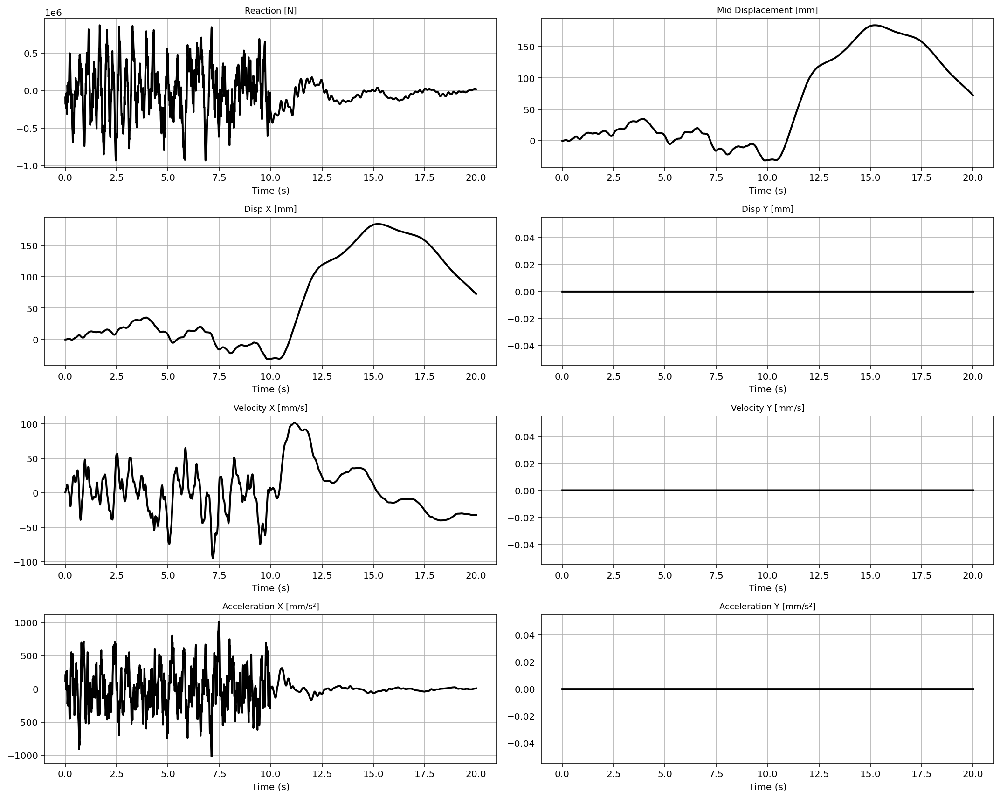 Reaction [N]
1e6
0.5
0.0
−0.5
−1.0
0.0 2.5 5.0 7.5 10.0 12.5 15.0 17.5 20.0
Time (s)
Mid Displacement [mm]
150
100
50
0
0.0 2.5 5.0 7.5 10.0 12.5 15.0 17.5 20.0
Time (s)
Disp X [mm]
150
100
50
0
0.0 2.5 5.0 7.5 10.0 12.5 15.0 17.5 20.0
Time (s)
Disp Y [mm]
0.04
0.02
0.00
−0.02
−0.04
0.0 2.5 5.0 7.5 10.0 12.5 15.0 17.5 20.0
Time (s)
Velocity X [mm/s]
100
50
0
−50
−100
0.0 2.5 5.0 7.5 10.0 12.5 15.0 17.5 20.0
Time (s)
Velocity Y [mm/s]
0.04
0.02
0.00
−0.02
−0.04
0.0 2.5 5.0 7.5 10.0 12.5 15.0 17.5 20.0
Time (s)
Acceleration X [mm/s²]
1000
500
0
−500
−1000
0.0 2.5 5.0 7.5 10.0 12.5 15.0 17.5 20.0
Time (s)
Acceleration Y [mm/s²]
0.04
0.02
0.00
−0.02
−0.04
0.0 2.5 5.0 7.5 10.0 12.5 15.0 17.5 20.0
Time (s)